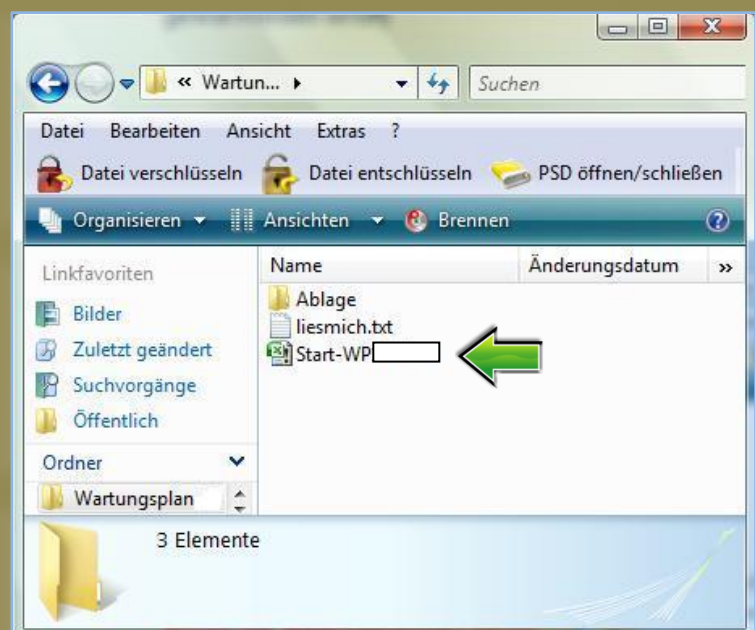 « Wartun...
Suchen
Datei Bearbeiten Ansicht Extras ?
Datei verschlüsseln Datei entschlüsseln PSD öffnen/schließen
Organisieren Ansichten Brennen ?
Linkfavoriten
Bilder
Zuletzt geändert
Suchvorgänge
Öffentlich
Ordner
Wartungsplan
Name Änderungsdatum »
Ablage
liesmich.txt
Start-WP
3 Elemente